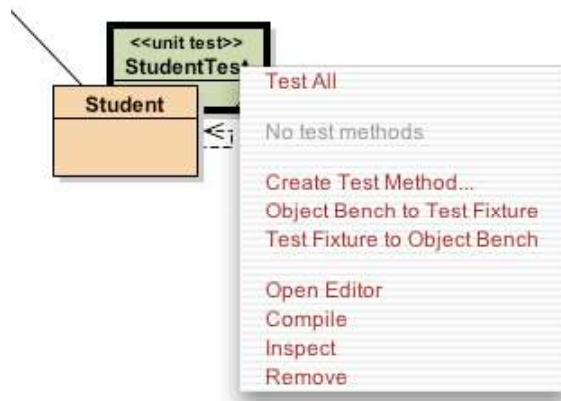 <<unit test>>
StudentTest
Student
Test All
No test methods
Create Test Method...
Object Bench to Test Fixture
Test Fixture to Object Bench
Open Editor
Compile
Inspect
Remove